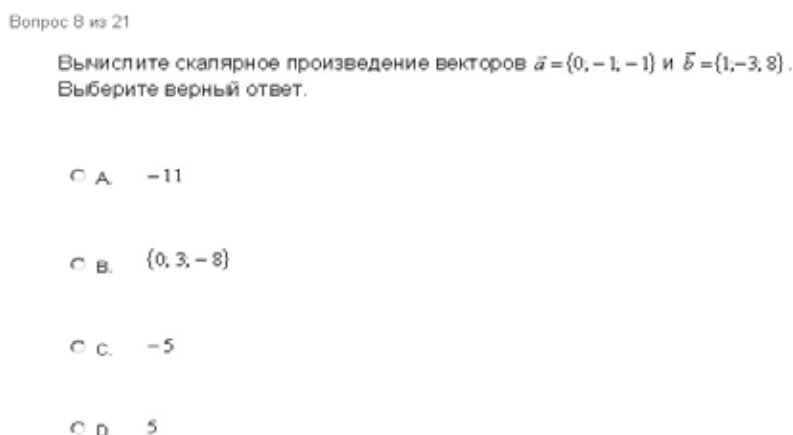 Вопрос 8 из 21
Вычислите скалярное произведение векторов a⃗ = {0; − 1; − 1} и b⃗ = {1;−3; 8} .
Выберите верный ответ.
A. −11
B. {0; 3; − 8}
C. −5
D. 5